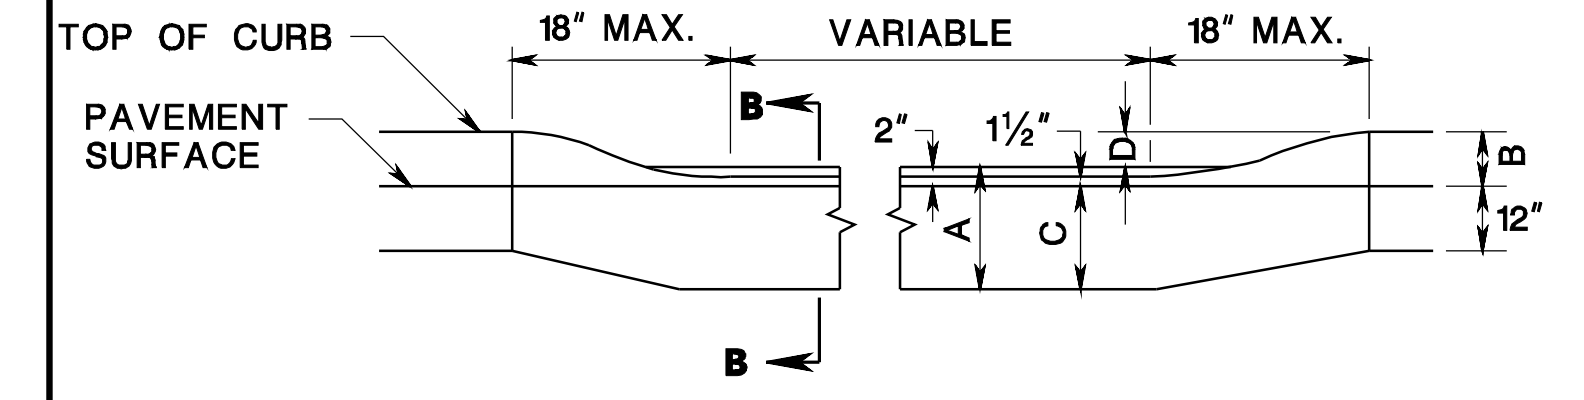 TOP OF CURB
18" MAX.
VARIABLE
18" MAX.
PAVEMENT
SURFACE
B
2"
1½"
D
B
A
C
12"
B